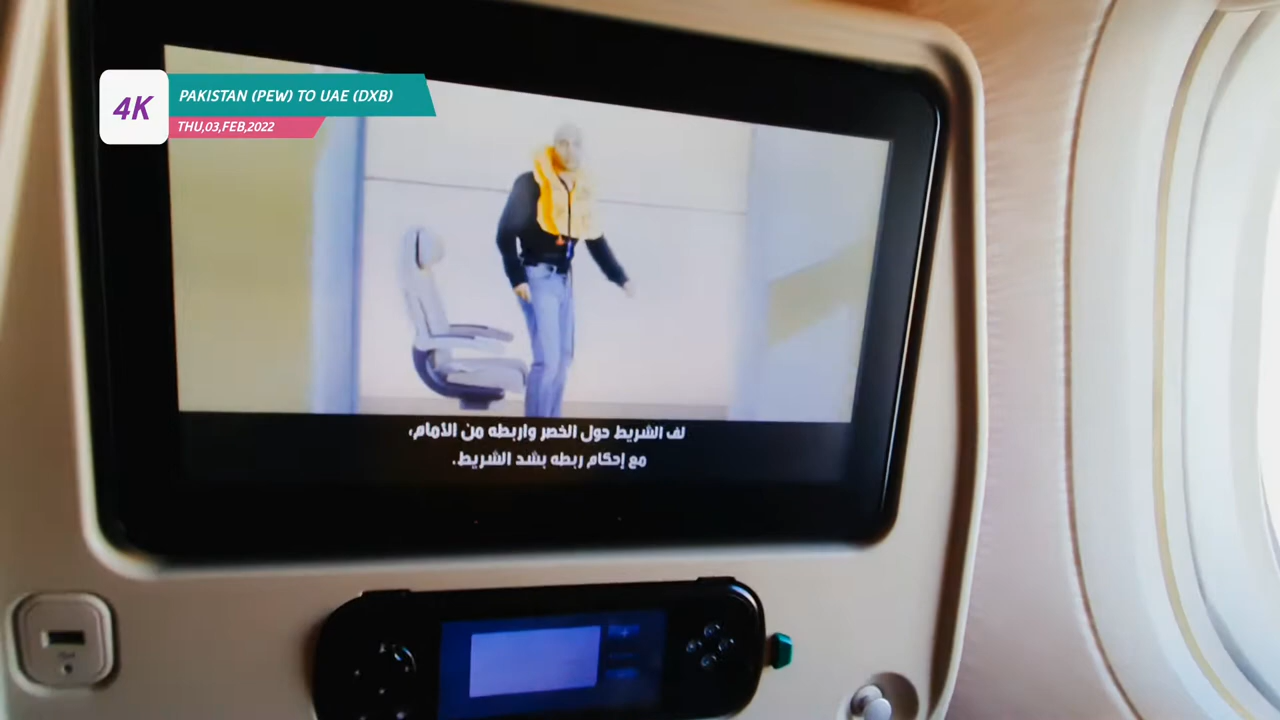 4K
PAKISTAN (PEW) TO UAE (DXB)
THU,03,FEB,2022
لف الشريط حول الخصر واربطه من الأمام،
مع إحكام ربطه بشد الشريط.